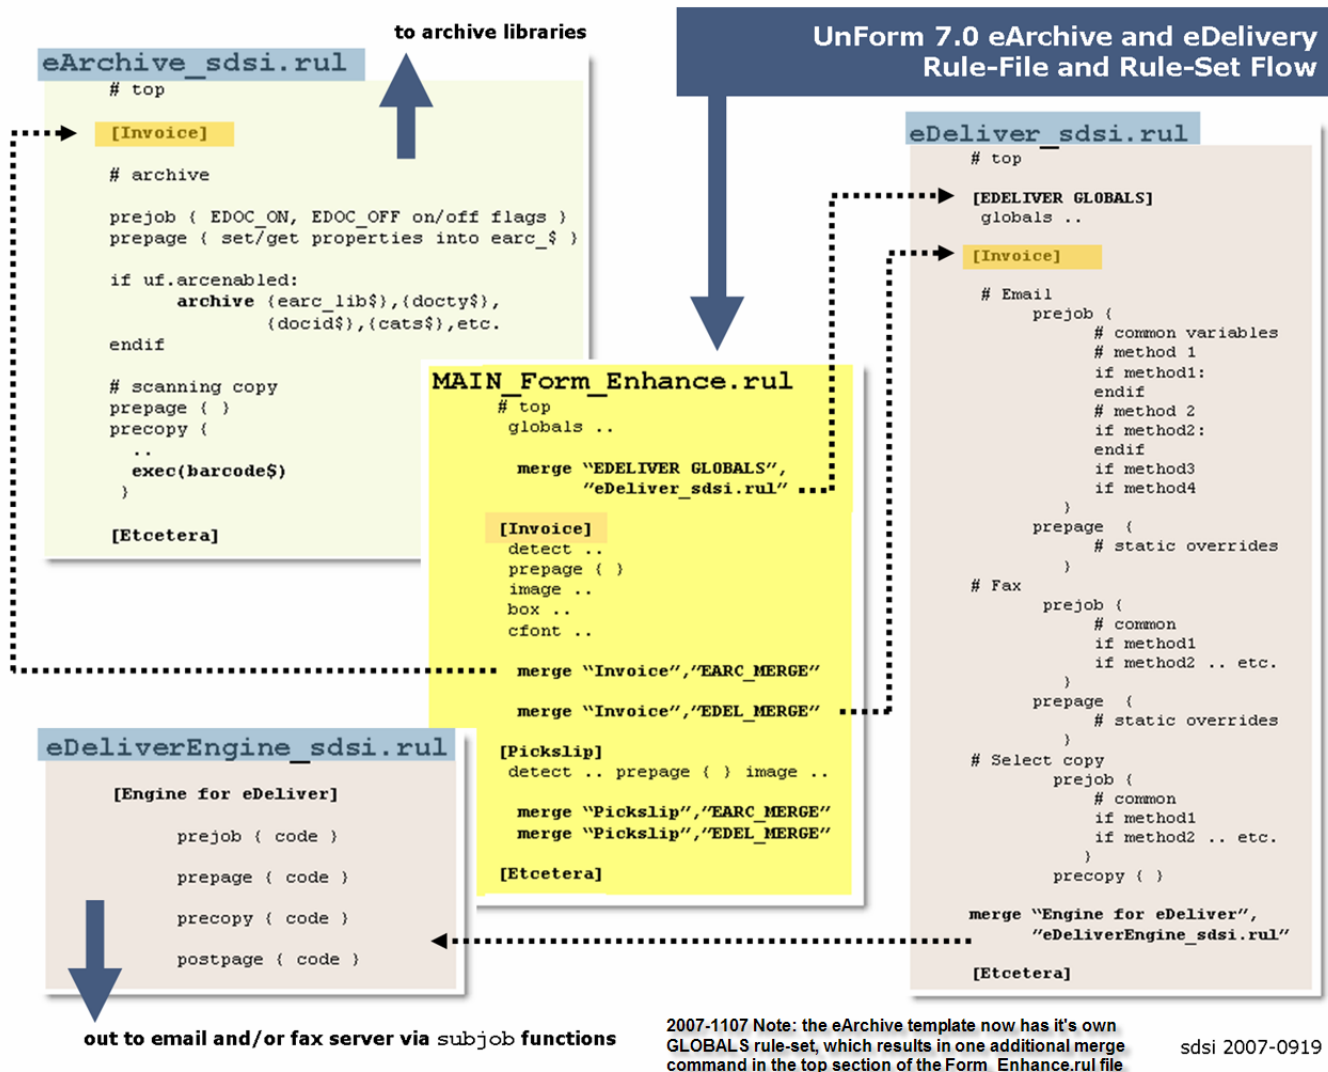 to archive libraries
UnForm 7.0 eArchive and eDelivery
Rule-File and Rule-Set Flow
eArchive_sdsi.rul
# top
[Invoice]
# archive
prejob { EDOC_ON, EDOC_OFF on/off flags }
prepage { set/get properties into earc_$ }
if uf.arcenabled:
archive {earc_lib$},{docty$},
{docid$},{cats$},etc.
endif
# scanning copy
prepage { }
precopy {
..
exec(barcode$)
}
[Etcetera]
MAIN_Form_Enhance.rul
# top
globals ..
merge "EDELIVER GLOBALS",
"eDeliver_sdsi.rul"
[Invoice]
detect ..
prepage { }
image ..
box ..
cfont ..
merge "Invoice","EARC_MERGE"
merge "Invoice","EDEL_MERGE"
[Pickslip]
detect .. prepage { } image ..
merge "Pickslip","EARC_MERGE"
merge "Pickslip","EDEL_MERGE"
[Etcetera]
eDeliver_sdsi.rul
# top
[EDELIVER GLOBALS]
globals ..
[Invoice]
# Email
prejob {
# common variables
# method 1
if method1:
endif
# method 2
if method2:
endif
if method3
if method4
}
prepage {
# static overrides
}
# Fax
prejob {
# common
if method1
if method2 .. etc.
}
prepage {
# static overrides
}
# Select copy
prejob {
# common
if method1
if method2 .. etc.
}
precopy { }
merge "Engine for eDeliver",
"eDeliverEngine_sdsi.rul"
[Etcetera]
eDeliverEngine_sdsi.rul
[Engine for eDeliver]
prejob { code }
prepage { code }
precopy { code }
postpage { code }
out to email and/or fax server via subjob functions
2007-1107 Note: the eArchive template now has it's own
GLOBALS rule-set, which results in one additional merge
command in the top section of the Form_Enhance.rul file
sdsi 2007-0919